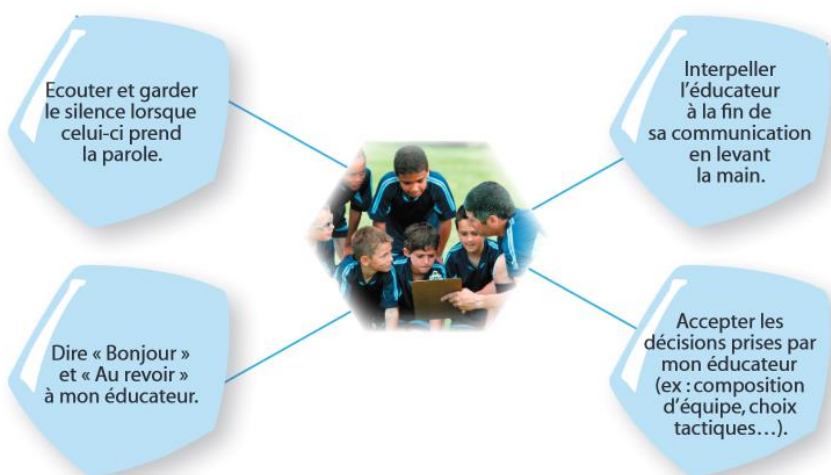 Ecouter et garder
le silence lorsque
celui-ci prend
la parole.
Interpeller
l'éducateur
à la fin de
sa communication
en levant
la main.
Dire « Bonjour »
et « Au revoir »
à mon éducateur.
Accepter les
décisions prises par
mon éducateur
(ex : composition
d'équipe, choix
tactiques…).